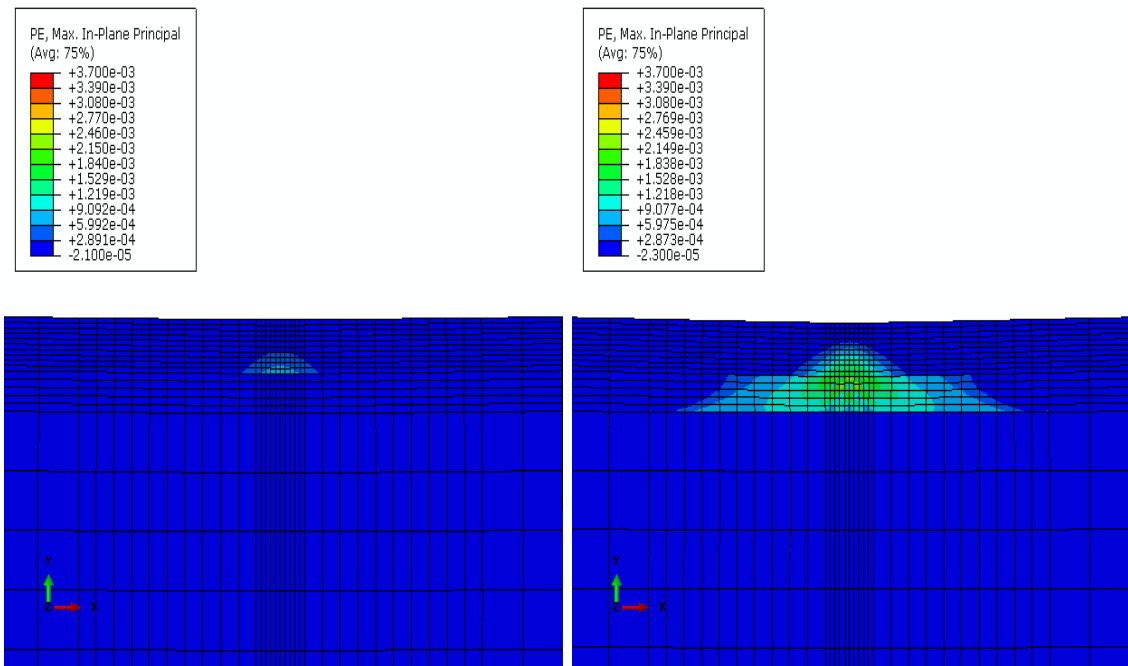 PE, Max. In-Plane Principal
(Avg: 75%)
+3.700e-03
+3.390e-03
+3.080e-03
+2.770e-03
+2.460e-03
+2.150e-03
+1.840e-03
+1.529e-03
+1.219e-03
+9.092e-04
+5.992e-04
+2.891e-04
-2.100e-05
Y
Z
X
PE, Max. In-Plane Principal
(Avg: 75%)
+3.700e-03
+3.390e-03
+3.080e-03
+2.769e-03
+2.459e-03
+2.149e-03
+1.838e-03
+1.528e-03
+1.218e-03
+9.077e-04
+5.975e-04
+2.873e-04
-2.300e-05
Y
Z
X